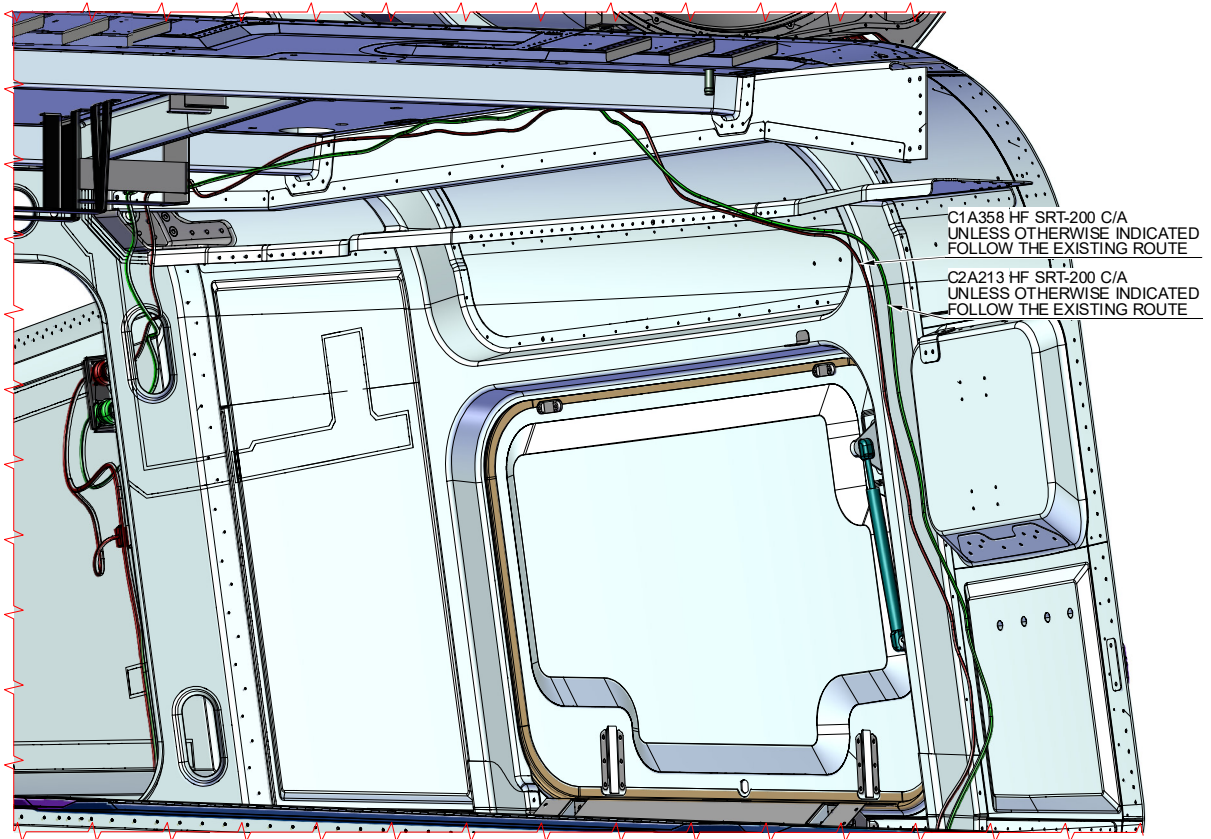 C1A358 HF SRT-200 C/A
UNLESS OTHERWISE INDICATED
FOLLOW THE EXISTING ROUTE
C2A213 HF SRT-200 C/A
UNLESS OTHERWISE INDICATED
FOLLOW THE EXISTING ROUTE